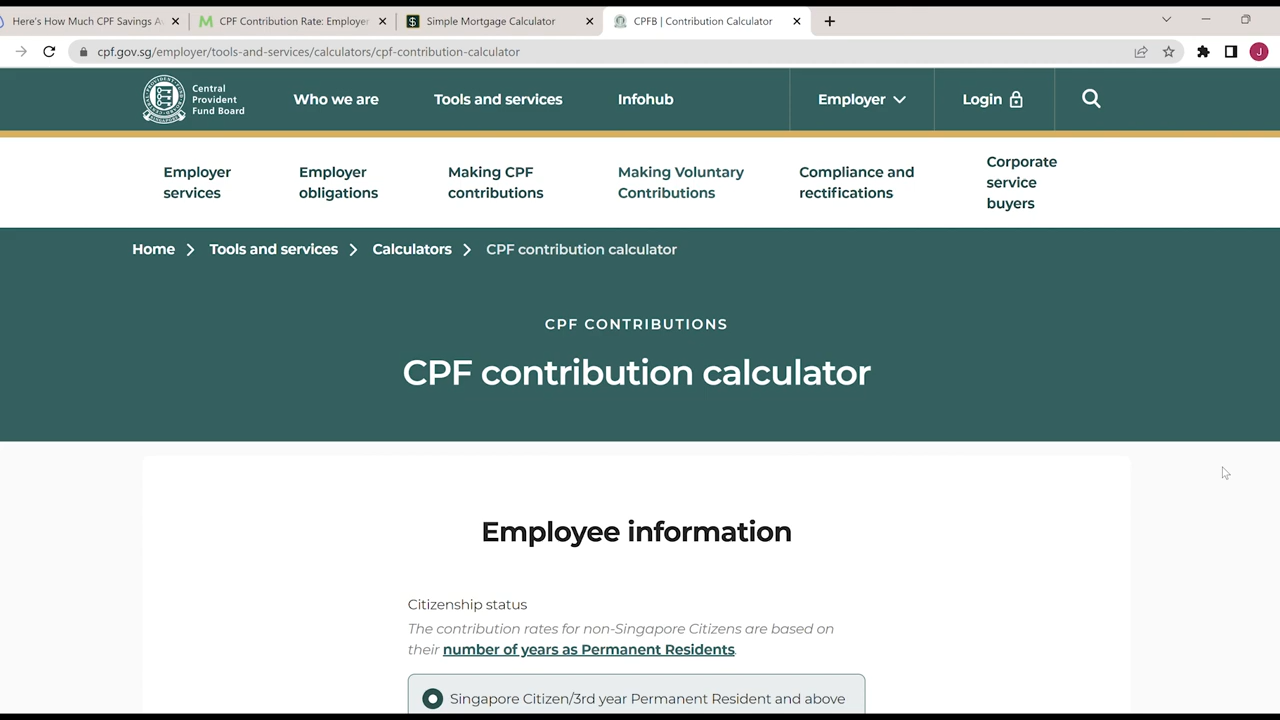 Here's How Much CPF Savings
CPF Contribution Rate: Employer
Simple Mortgage Calculator
CPFB | Contribution Calculator
cpf.gov.sg/employer/tools-and-services/calculators/cpf-contribution-calculator
J
Central
Provident
Fund Board
Who we are
Tools and services
Infohub
Employer
Login
Employer
services
Employer
obligations
Making CPF
contributions
Making Voluntary
Contributions
Compliance and
rectifications
Corporate
service
buyers
Home
Tools and services
Calculators
CPF contribution calculator
CPF CONTRIBUTIONS
CPF contribution calculator
Employee information
Citizenship status
The contribution rates for non-Singapore Citizens are based on
their number of years as Permanent Residents.
Singapore Citizen/3rd year Permanent Resident and above